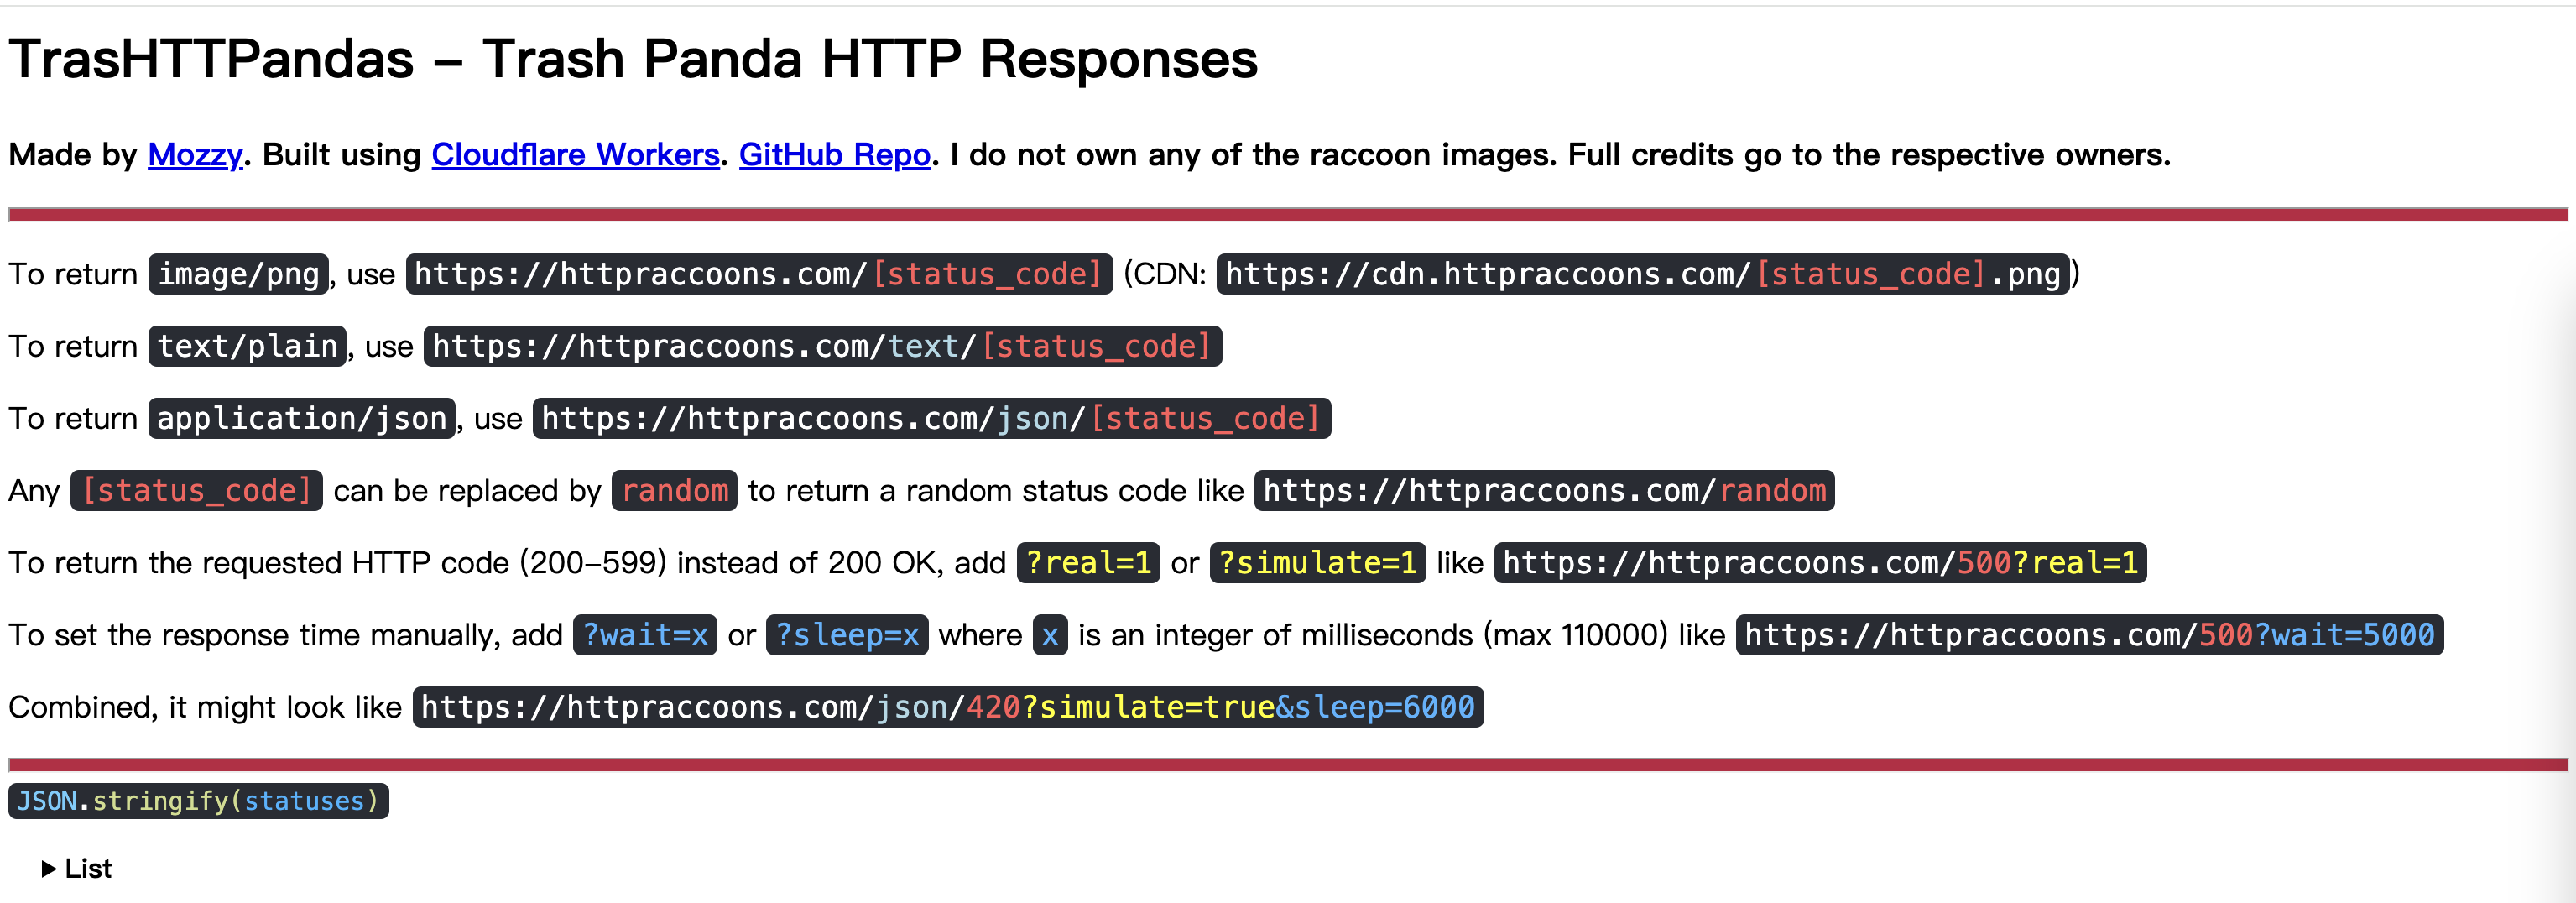 TrasHTTPandas – Trash Panda HTTP Responses
Made by Mozzy. Built using Cloudflare Workers. GitHub Repo. I do not own any of the raccoon images. Full credits go to the respective owners.
To return image/png, use https://httpraccoons.com/[status_code] (CDN: https://cdn.httpraccoons.com/[status_code].png)
To return text/plain, use https://httpraccoons.com/text/[status_code]
To return application/json, use https://httpraccoons.com/json/[status_code]
Any [status_code] can be replaced by random to return a random status code like https://httpraccoons.com/random
To return the requested HTTP code (200–599) instead of 200 OK, add ?real=1 or ?simulate=1 like https://httpraccoons.com/500?real=1
To set the response time manually, add ?wait=x or ?sleep=x where x is an integer of milliseconds (max 110000) like https://httpraccoons.com/500?wait=5000
Combined, it might look like https://httpraccoons.com/json/420?simulate=true&sleep=6000
JSON.stringify(statuses)
▶ List